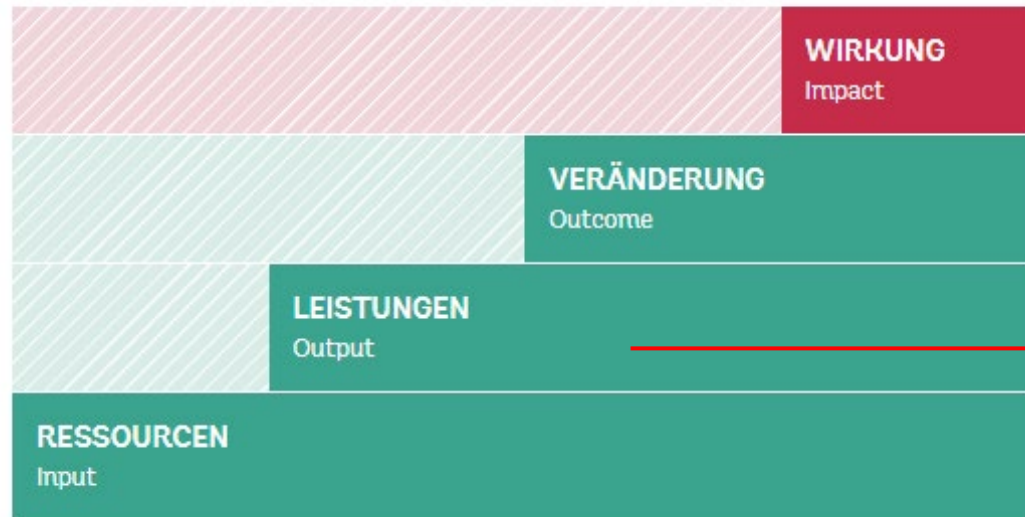 WIRKUNG
Impact
VERÄNDERUNG
Outcome
LEISTUNGEN
Output
RESSOURCEN
Input